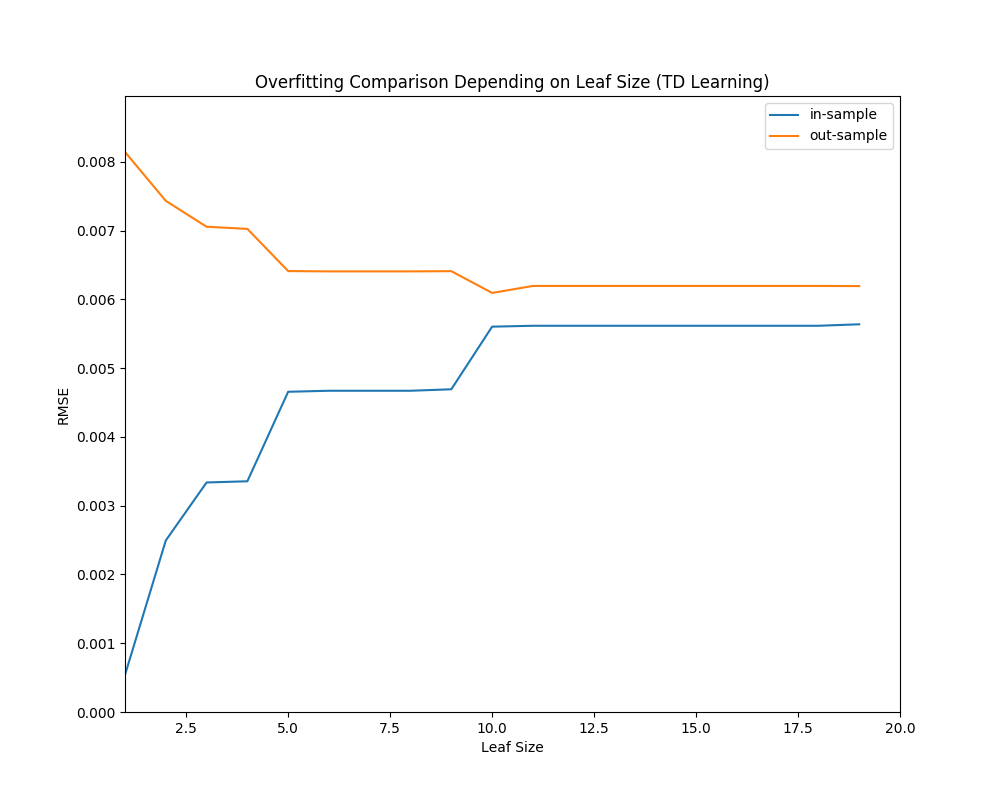 Overfitting Comparison Depending on Leaf Size (TD Learning)
in-sample
out-sample
0.008
0.007
0.006
0.005
0.004
0.003
0.002
0.001
0.000
RMSE
2.5 5.0 7.5 10.0 12.5 15.0 17.5 20.0
Leaf Size